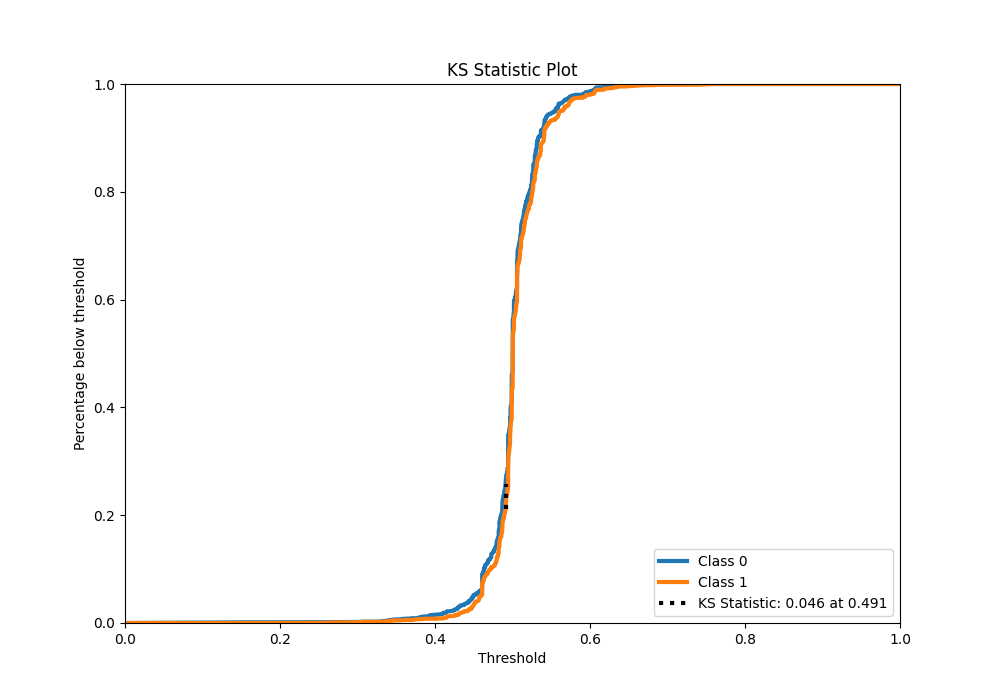 KS Statistic Plot
1.0
0.8
0.6
0.4
0.2
0.0
Percentage below threshold
0.0 0.2 0.4 0.6 0.8 1.0
Threshold
Class 0
Class 1
KS Statistic: 0.046 at 0.491